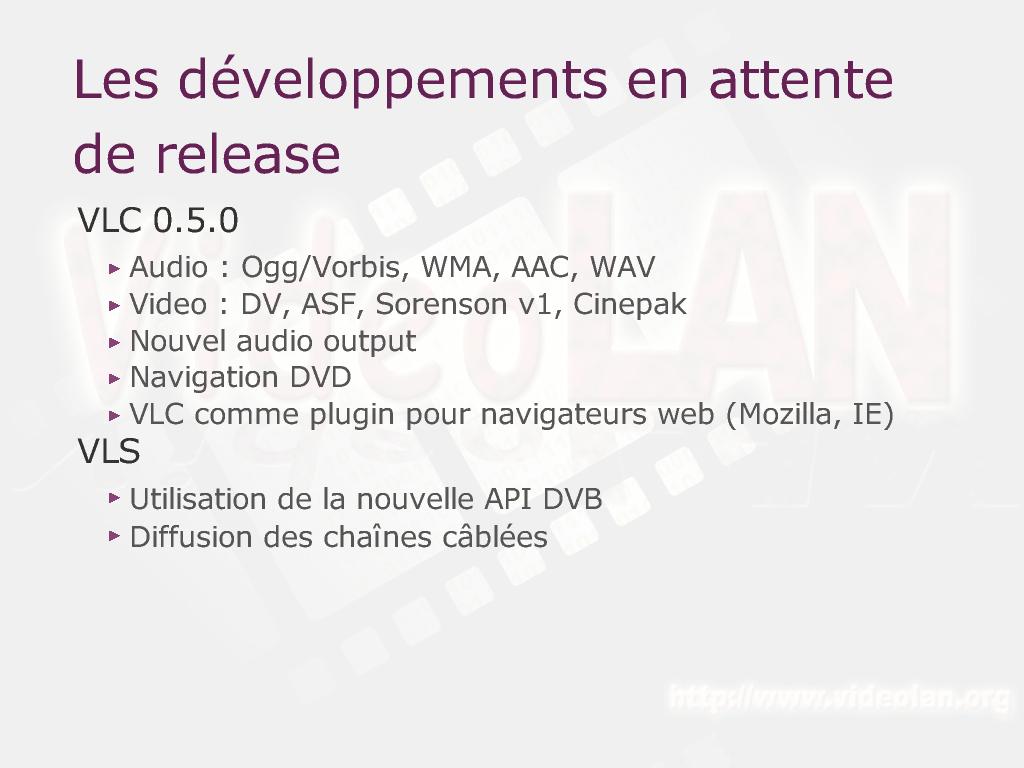 Les développements en attente
de release
VLC 0.5.0
Audio : Ogg/Vorbis, WMA, AAC, WAV
Video : DV, ASF, Sorenson v1, Cinepak
Nouvel audio output
Navigation DVD
VLC comme plugin pour navigateurs web (Mozilla, IE)
VLS
Utilisation de la nouvelle API DVB
Diffusion des chaînes câblées
VideoLAN
http://www.videolan.org